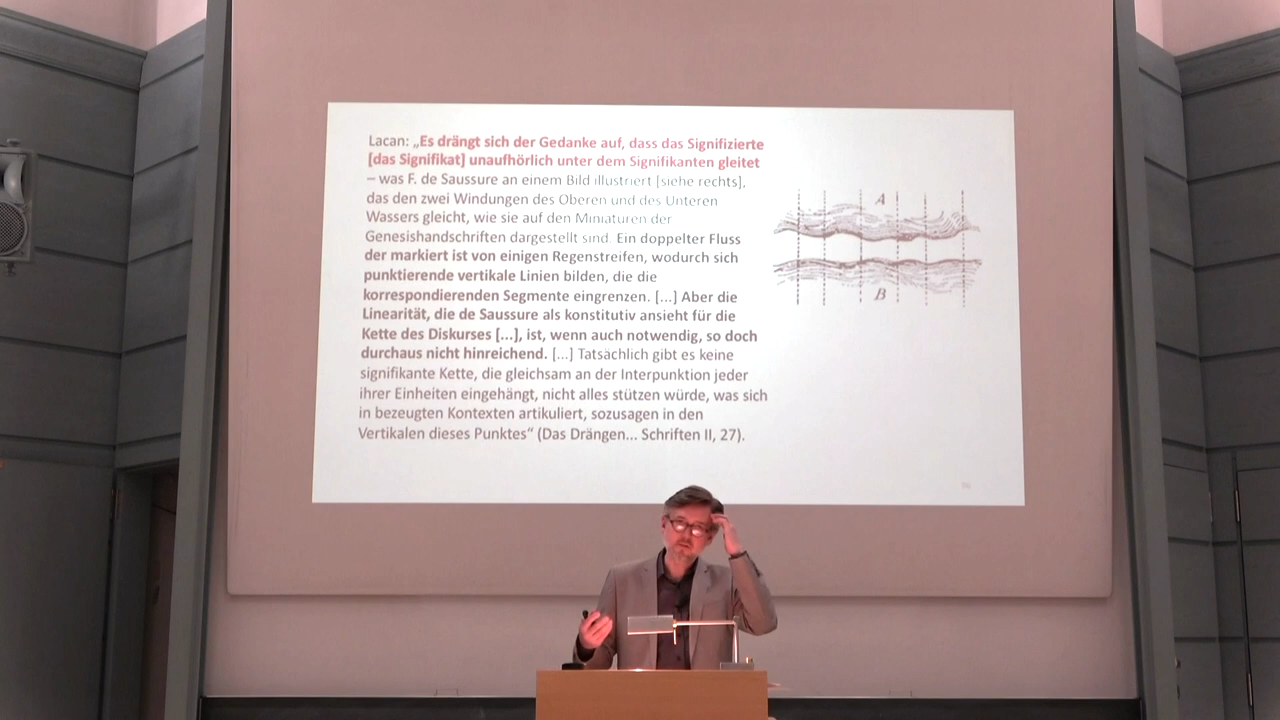 Lacan: „Es drängt sich der Gedanke auf, dass das Signifizierte
[das Signifikat] unaufhörlich unter dem Signifikanten gleitet
– was F. de Saussure an einem Bild illustriert [siehe rechts],
das den zwei Windungen des Oberen und des Unteren
Wassers gleicht, wie sie auf den Miniaturen der
Genesishandschriften dargestellt sind. Ein doppelter Fluss
der markiert ist von einigen Regenstreifen, wodurch sich
punktierende vertikale Linien bilden, die die
korrespondierenden Segmente eingrenzen. [...] Aber die
Linearität, die de Saussure als konstitutiv ansieht für die
Kette des Diskurses [...], ist, wenn auch notwendig, so doch
durchaus nicht hinreichend. [...] Tatsächlich gibt es keine
signifikante Kette, die gleichsam an der Interpunktion jeder
ihrer Einheiten eingehängt, nicht alles stützen würde, was sich
in bezeugten Kontexten artikuliert, sozusagen in den
Vertikalen dieses Punktes“ (Das Drängen... Schriften II, 27).
A
B